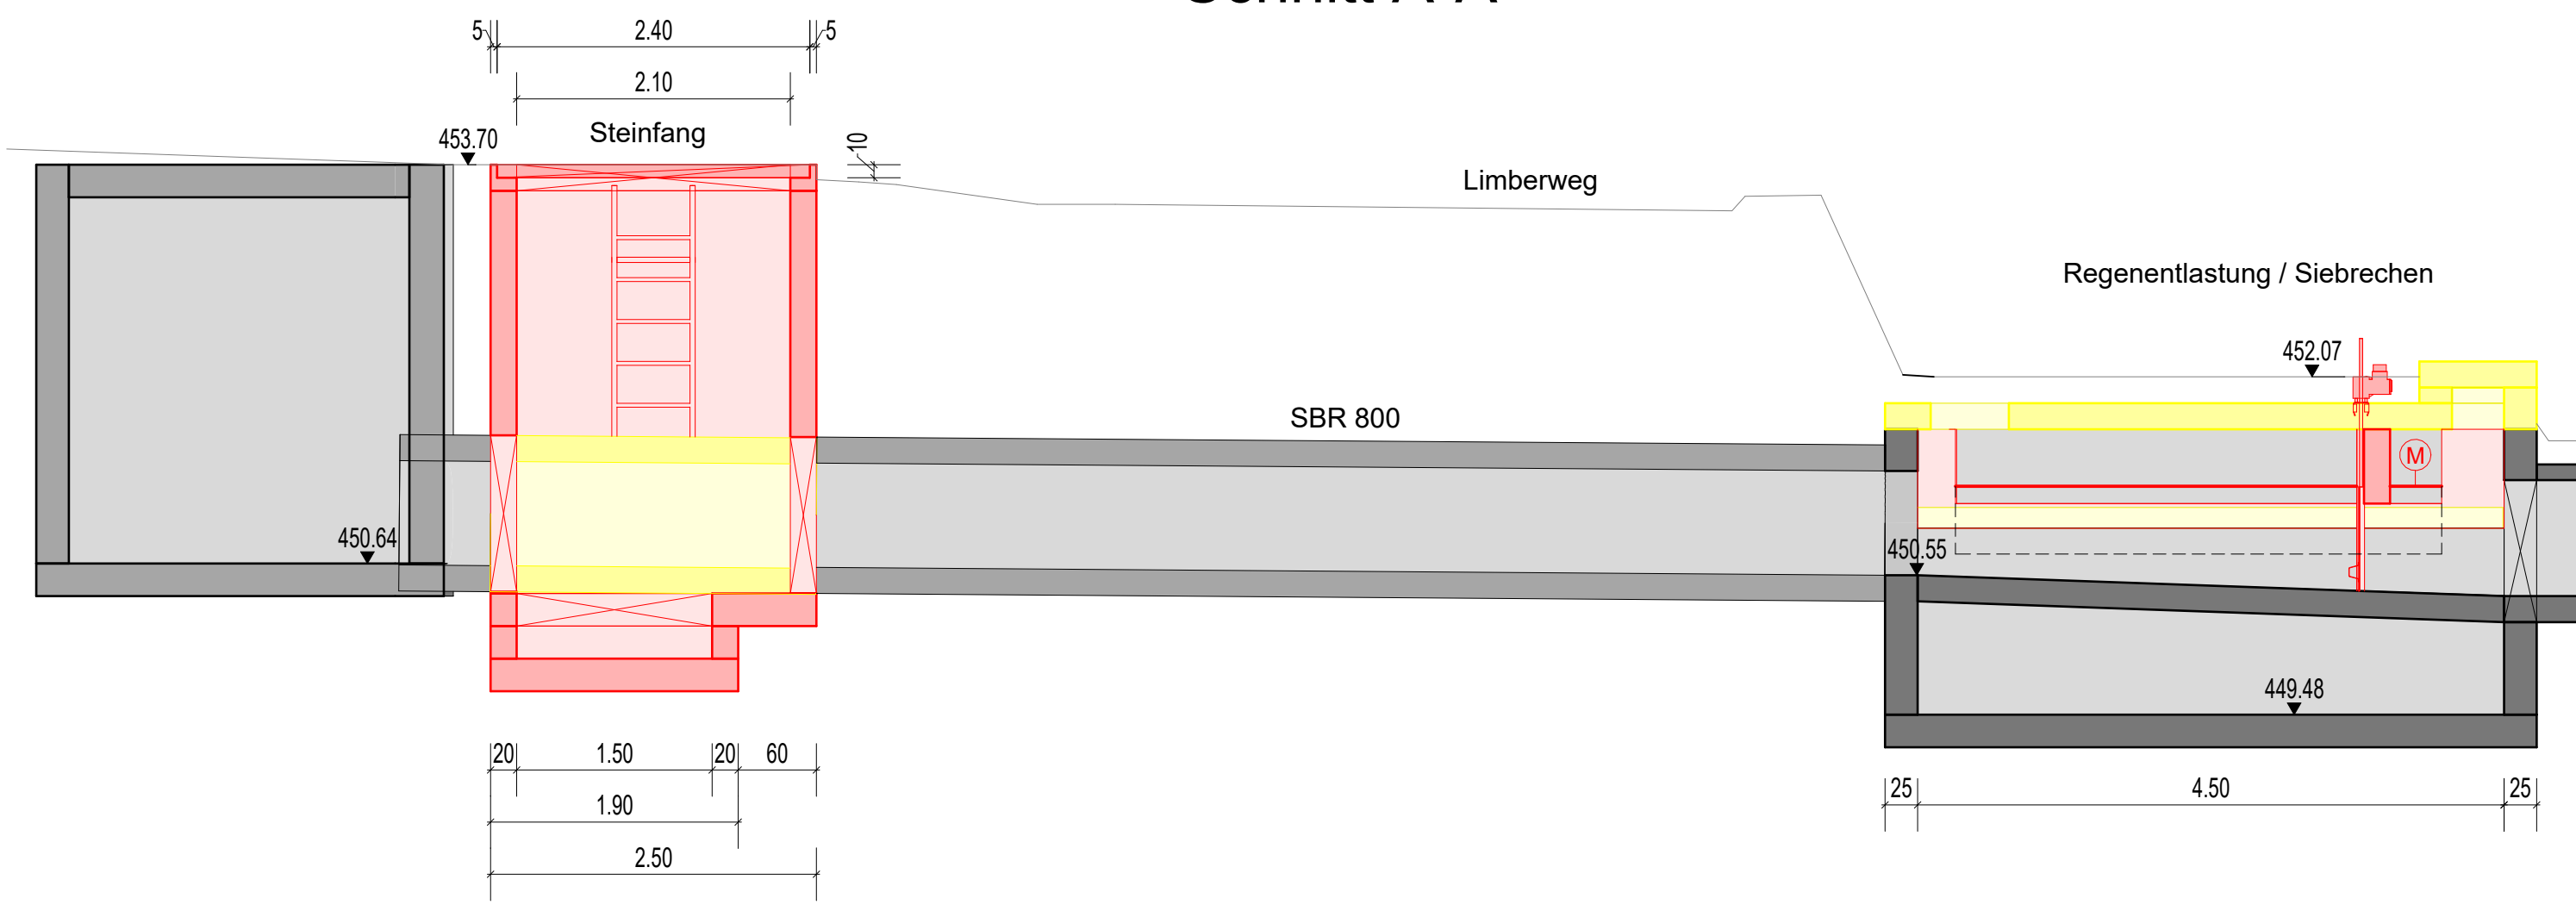 Schnitt A-A
5 2.40 5
2.10
Steinfang
453.70
10
Limberweg
Regenentlastung / Siebrechen
452.07
SBR 800
M
450.64
450.55
449.48
20 1.50 20 60
25 4.50 25
1.90
2.50